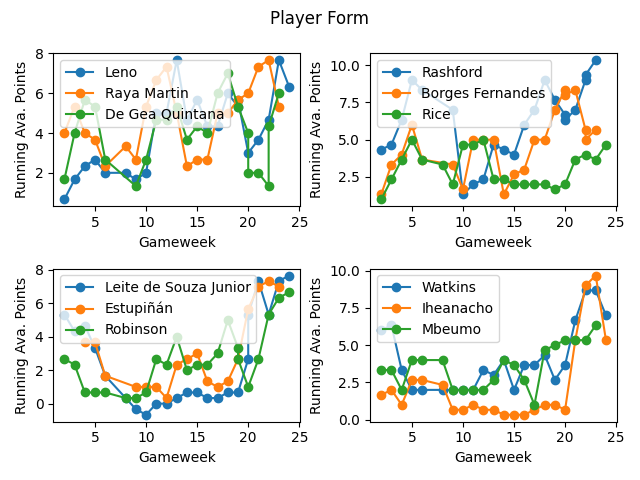 Player Form
Running Ava. Points
8
6
4
2
Leno
Raya Martin
De Gea Quintana
5
10
15
20
25
Gameweek
Running Ava. Points
10.0
7.5
5.0
2.5
Rashford
Borges Fernandes
Rice
5
10
15
20
25
Gameweek
Running Ava. Points
8
6
4
2
0
Leite de Souza Junior
Estupiñán
Robinson
5
10
15
20
25
Gameweek
Running Ava. Points
10.0
7.5
5.0
2.5
0.0
Watkins
Iheanacho
Mbeumo
5
10
15
20
25
Gameweek